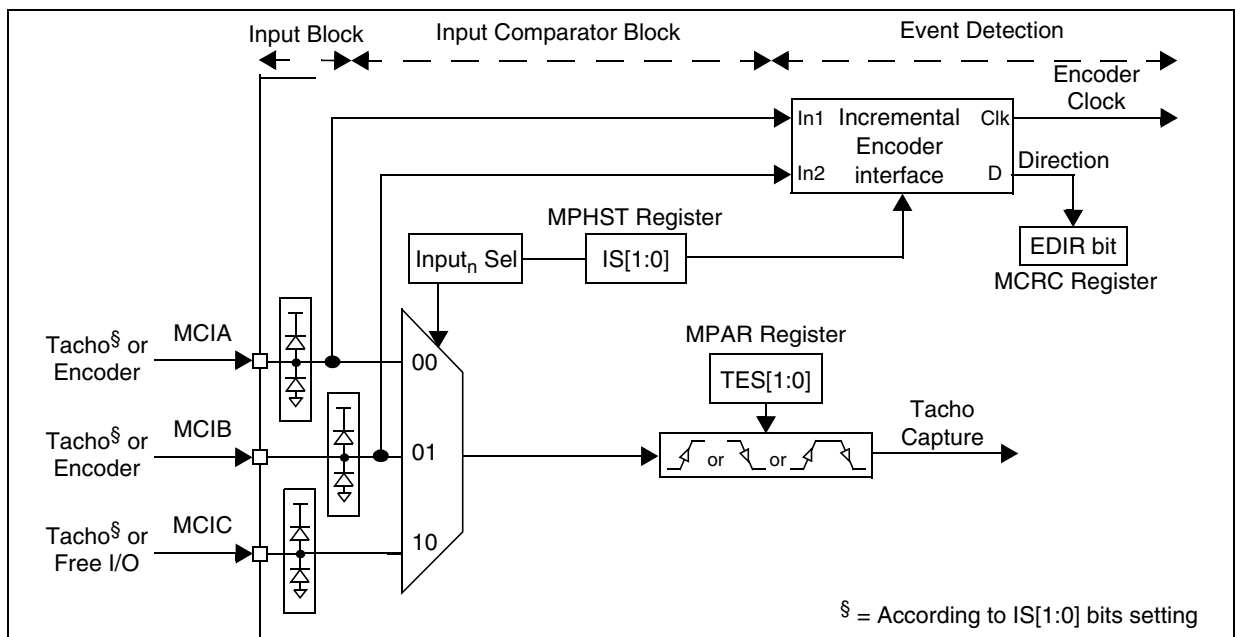 Input Block
Input Comparator Block
Event Detection
Encoder
Clock
In1
Incremental
Clk
Encoder
In2
interface
D
Direction
MPHST Register
Input_n Sel
IS[1:0]
EDIR bit
MCRC Register
Tacho§ or
Encoder
MCIA
00
MPAR Register
TES[1:0]
Tacho§ or
Encoder
MCIB
01
Tacho
Capture
or
or
Tacho§ or
Free I/O
MCIC
10
§ = According to IS[1:0] bits setting